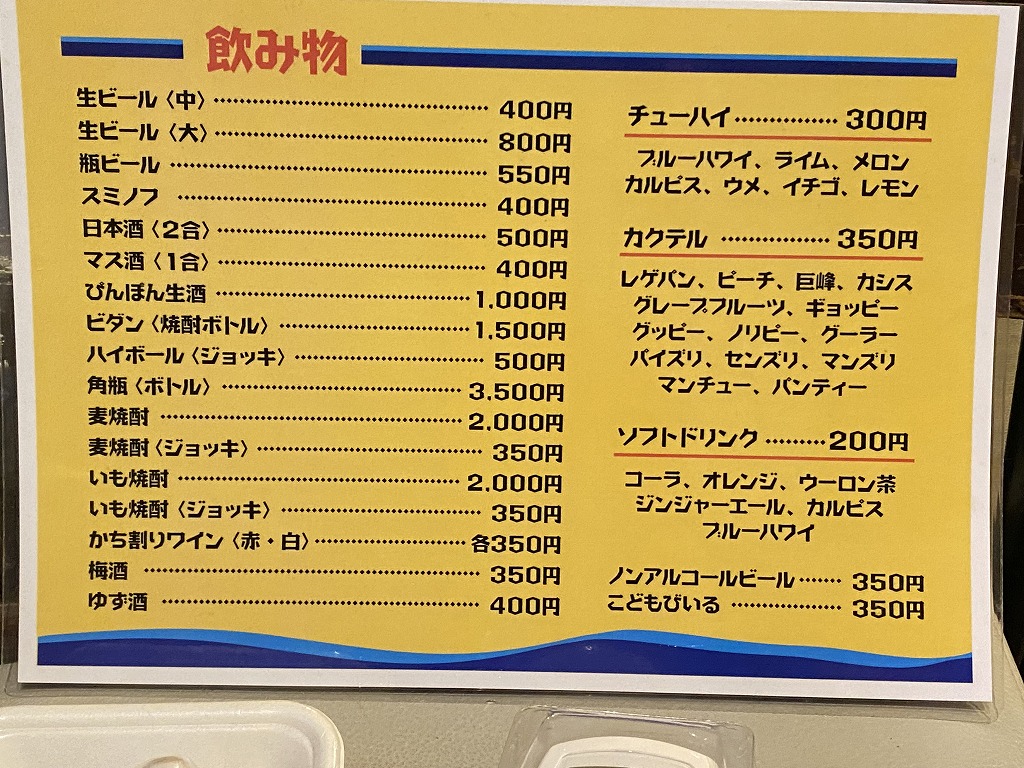 飲み物
生ビール〈中〉 400円
生ビール〈大〉 800円
瓶ビール 550円
スミノフ 400円
日本酒〈2合〉 500円
マス酒〈1合〉 400円
ぴんぽん生酒 1,000円
ビダン〈焼酎ボトル〉 1,500円
ハイボール〈ジョッキ〉 500円
角瓶〈ボトル〉 3,500円
麦焼酎 2,000円
麦焼酎〈ジョッキ〉 350円
いも焼酎 2,000円
いも焼酎〈ジョッキ〉 350円
かち割りワイン〈赤・白〉 各350円
梅酒 350円
ゆず酒 400円
チューハイ 300円
ブルーハワイ、ライム、メロン
カルピス、ウメ、イチゴ、レモン
カクテル 350円
レゲパン、ピーチ、巨峰、カシス
グレープフルーツ、ギョッピー
グッピー、ノリピー、グーラー
パイズリ、センズリ、マンズリ
マンチュー、パンティー
ソフトドリンク 200円
コーラ、オレンジ、ウーロン茶
ジンジャーエール、カルピス
ブルーハワイ
ノンアルコールビール 350円
こどもびいる 350円